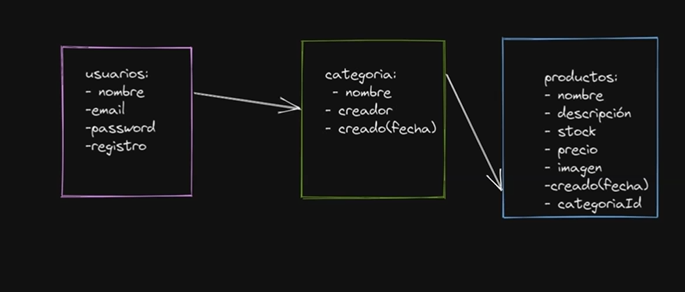 usuarios:
- nombre
-email
-password
-registro
categoria:
- nombre
- creador
- creado(fecha)
productos:
- nombre
- descripción
- stock
- precio
- imagen
-creado(fecha)
- categoriaId